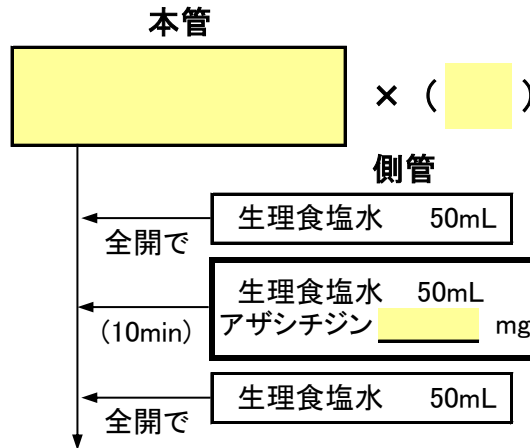 本管
× ( )
側管
生理食塩水 50mL
全開で
生理食塩水 50mL
アザシチジン mg
(10min)
生理食塩水 50mL
全開で